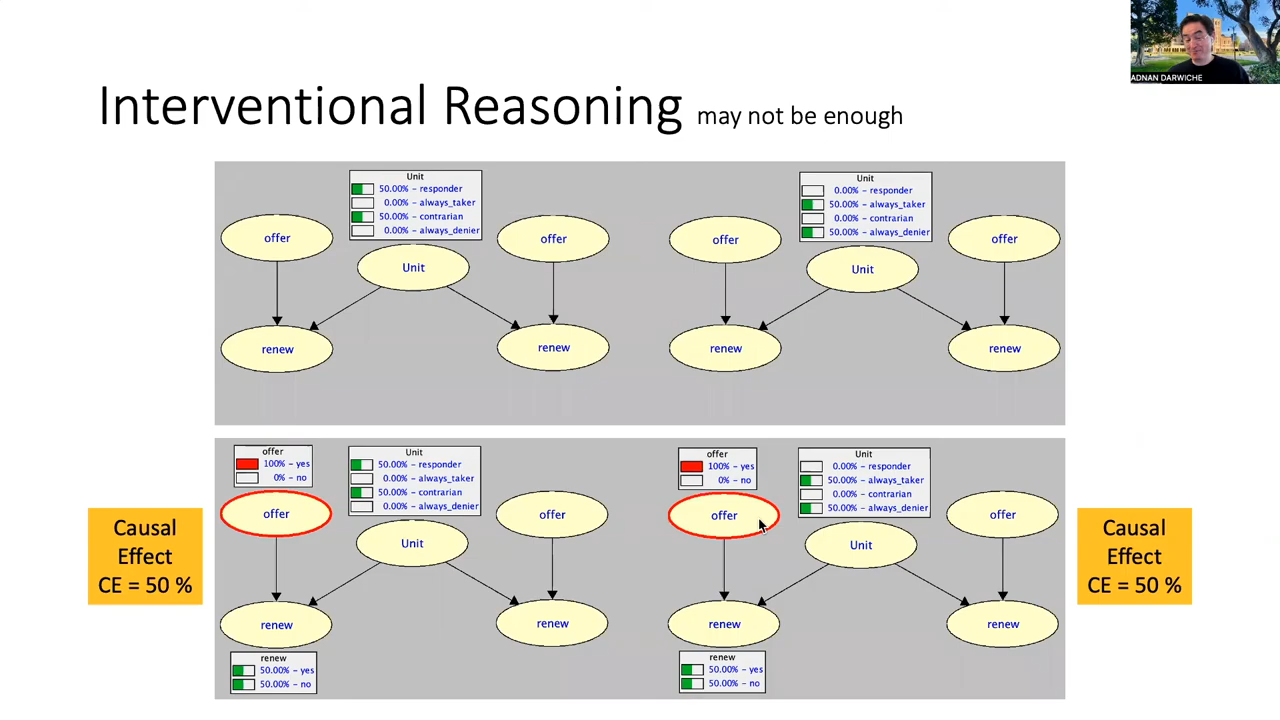 ADNAN DARWICHE
Interventional Reasoning may not be enough
Unit
50.00% - responder
0.00% - always_taker
50.00% - contrarian
0.00% - always_denier
offer
Unit
offer
renew
renew
Unit
0.00% - responder
50.00% - always_taker
0.00% - contrarian
50.00% - always_denier
offer
Unit
offer
renew
renew
Causal
Effect
CE = 50 %
offer
100% - yes
0% - no
Unit
50.00% - responder
0.00% - always_taker
50.00% - contrarian
0.00% - always_denier
offer
Unit
offer
renew
renew
renew
50.00% - yes
50.00% - no
offer
100% - yes
0% - no
Unit
0.00% - responder
50.00% - always_taker
0.00% - contrarian
50.00% - always_denier
offer
Unit
offer
renew
renew
renew
50.00% - yes
50.00% - no
Causal
Effect
CE = 50 %